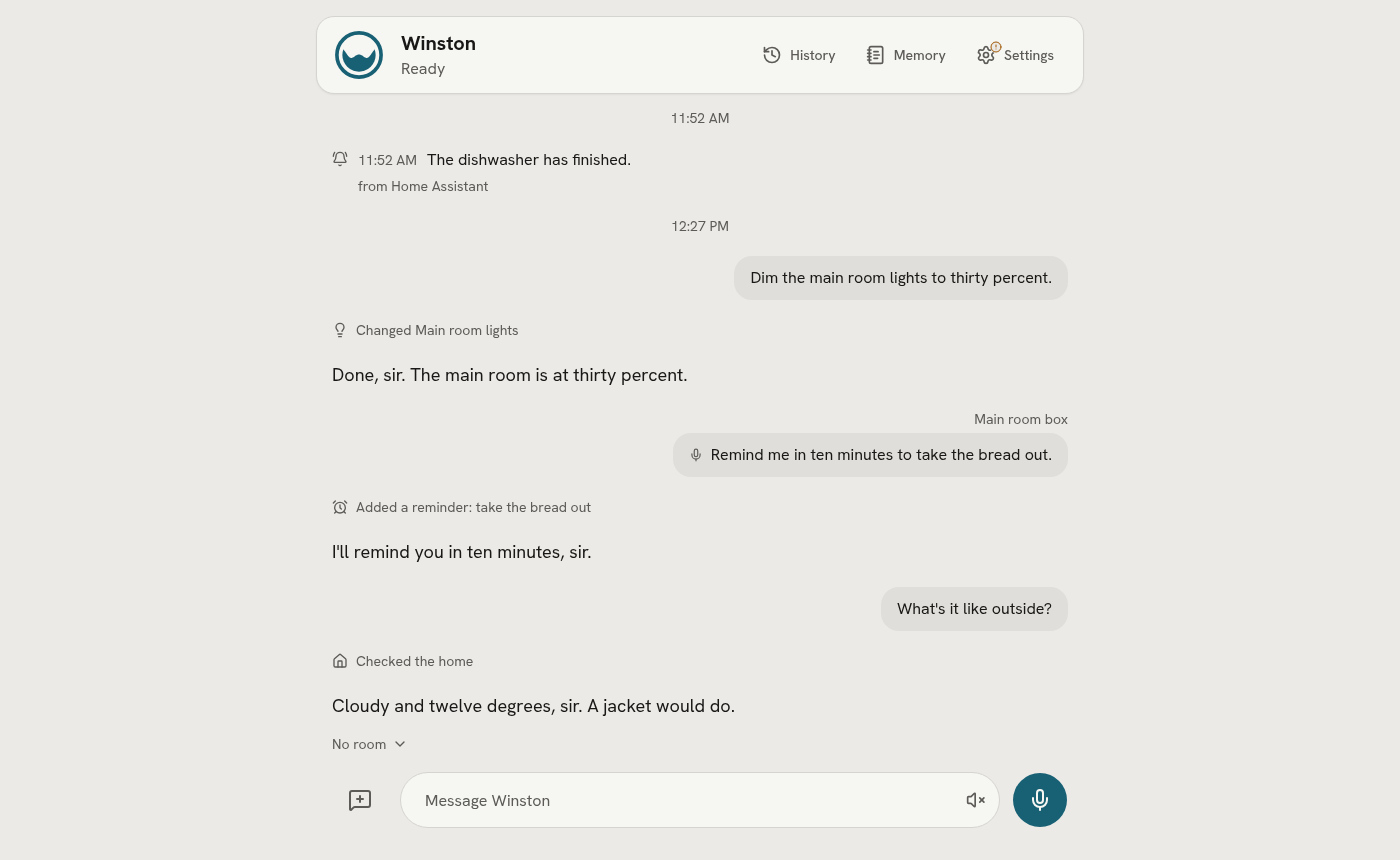 Winston
Ready
History
Memory
Settings
11:52 AM
11:52 AM The dishwasher has finished.
from Home Assistant
12:27 PM
Dim the main room lights to thirty percent.
Changed Main room lights
Done, sir. The main room is at thirty percent.
Main room box
Remind me in ten minutes to take the bread out.
Added a reminder: take the bread out
I'll remind you in ten minutes, sir.
What's it like outside?
Checked the home
Cloudy and twelve degrees, sir. A jacket would do.
No room
Message Winston